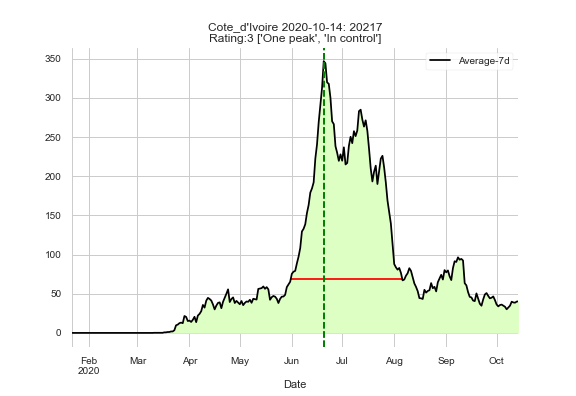 Cote_d'Ivoire 2020-10-14: 20217
Rating:3 ['One peak', 'In control']
Average-7d
350
300
250
200
150
100
50
0
Feb Mar Apr May Jun Jul Aug Sep Oct
2020
Date